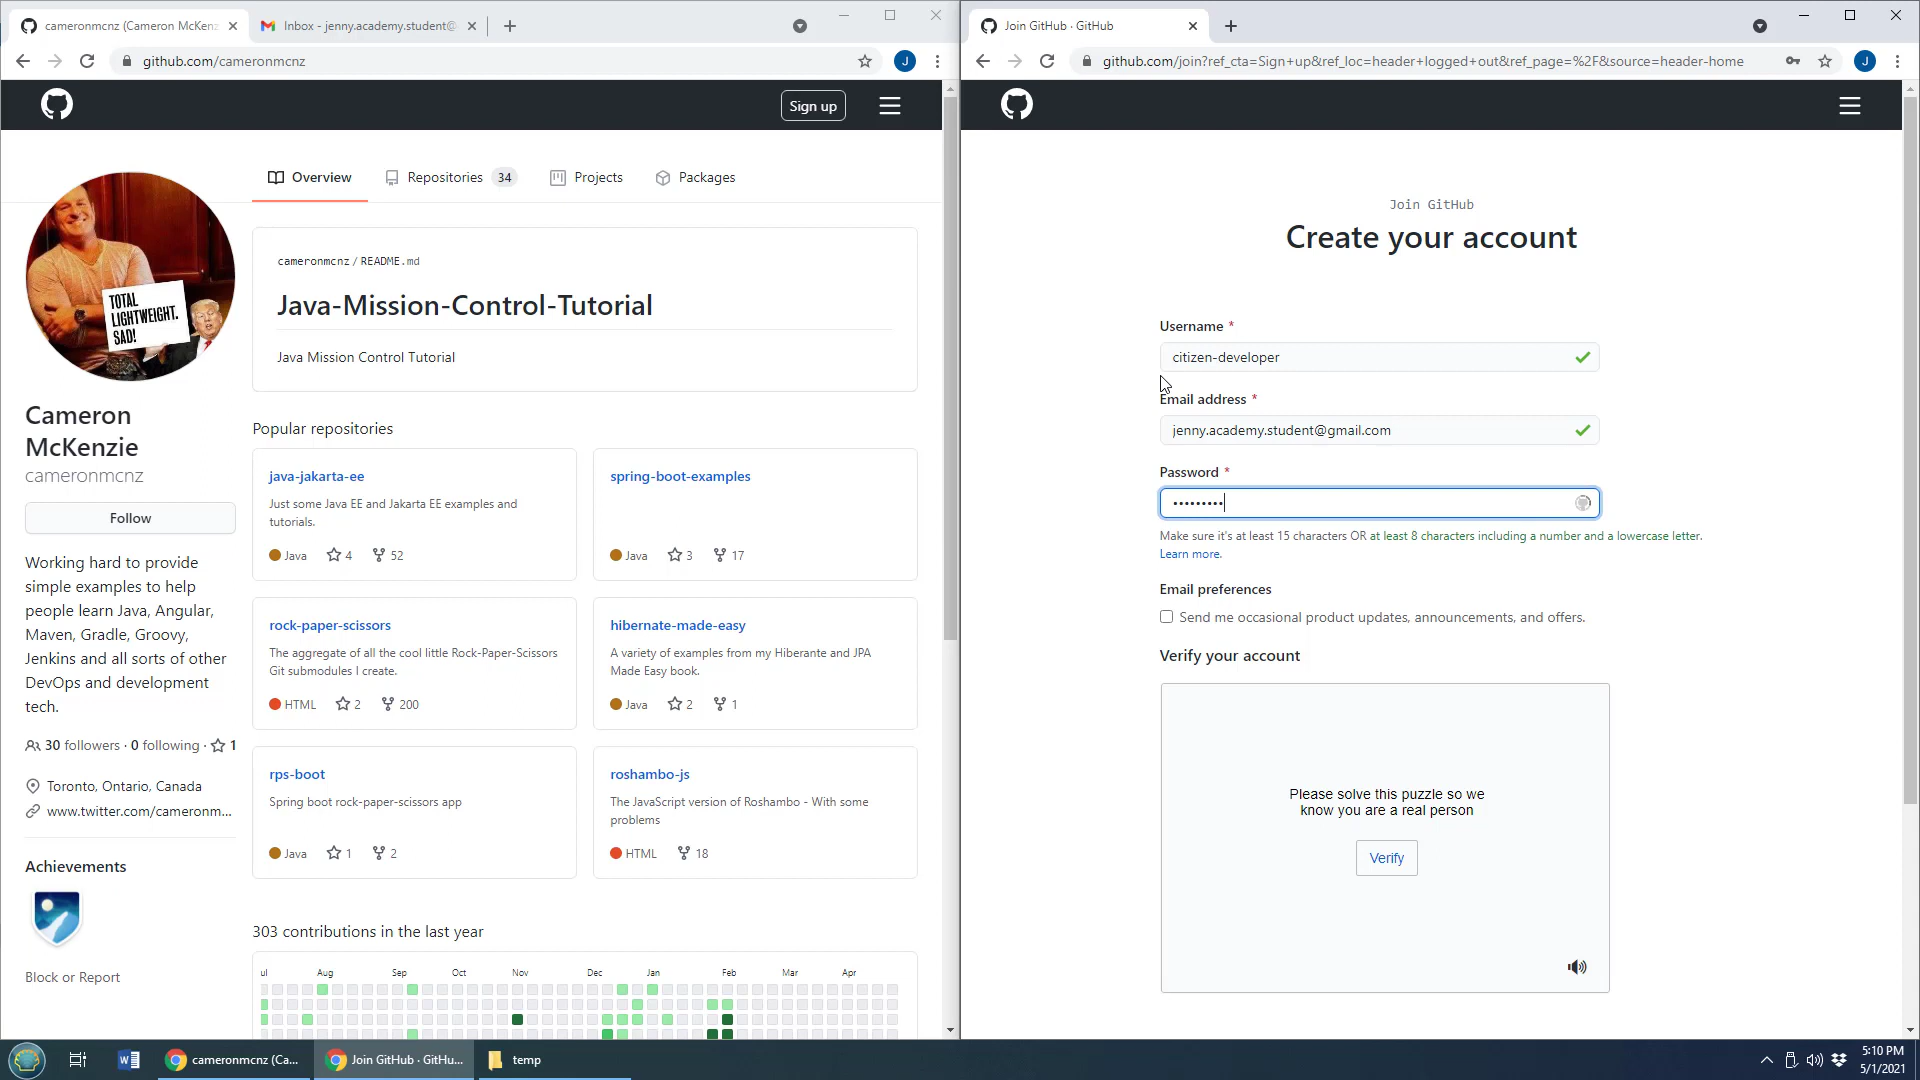 cameronmcnz (Cameron McKenz
Inbox - jenny.academy.student@
github.com/cameronmcnz
J
Sign up
Overview
Repositories 34
Projects
Packages
TOTAL
LIGHTWEIGHT.
SAD!
cameronmcnz / README.md
Java-Mission-Control-Tutorial
Java Mission Control Tutorial
Cameron
McKenzie
cameronmcnz
Follow
Working hard to provide
simple examples to help
people learn Java, Angular,
Maven, Gradle, Groovy,
Jenkins and all sorts of other
DevOps and development
tech.
30 followers · 0 following · 1
Toronto, Ontario, Canada
www.twitter.com/cameronm...
Achievements
Block or Report
Popular repositories
java-jakarta-ee
Just some Java EE and Jakarta EE examples and
tutorials.
Java 4 52
spring-boot-examples
Java 3 17
rock-paper-scissors
The aggregate of all the cool little Rock-Paper-Scissors
Git submodules I create.
HTML 2 200
hibernate-made-easy
A variety of examples from my Hiberante and JPA
Made Easy book.
Java 2 1
rps-boot
Spring boot rock-paper-scissors app
Java 1 2
roshambo-js
The JavaScript version of Roshambo - With some
problems
HTML 18
303 contributions in the last year
ul Aug Sep Oct Nov Dec Jan Feb Mar Apr
Join GitHub · GitHub
github.com/join?ref_cta=Sign+up&ref_loc=header+logged+out&ref_page=%2F&source=header-home
J
Join GitHub
Create your account
Username *
citizen-developer
Email address *
jenny.academy.student@gmail.com
Password *
•••••••••
Make sure it's at least 15 characters OR at least 8 characters including a number and a lowercase letter.
Learn more.
Email preferences
Send me occasional product updates, announcements, and offers.
Verify your account
Please solve this puzzle so we
know you are a real person
Verify
W
cameronmcnz (Ca...
Join GitHub · GitHu...
temp
5:10 PM
5/1/2021